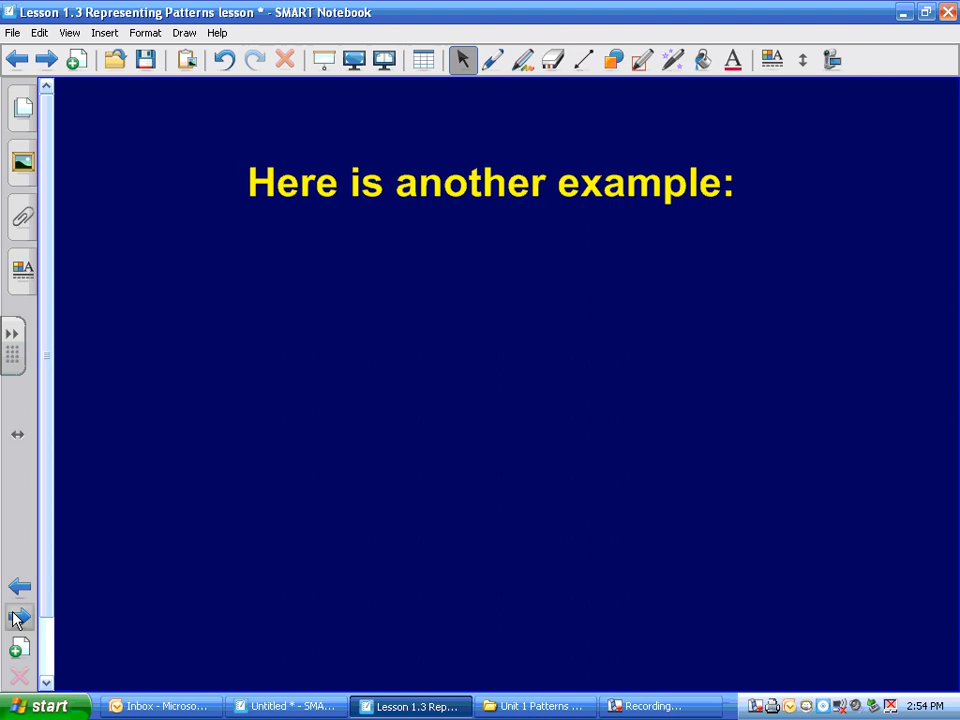 Lesson 1.3 Representing Patterns lesson * - SMART Notebook
File Edit View Insert Format Draw Help
Here is another example:
start
Inbox - Microso...
Untitled * - SMA...
Lesson 1.3 Rep...
Unit 1 Patterns ...
Recording...
2:54 PM